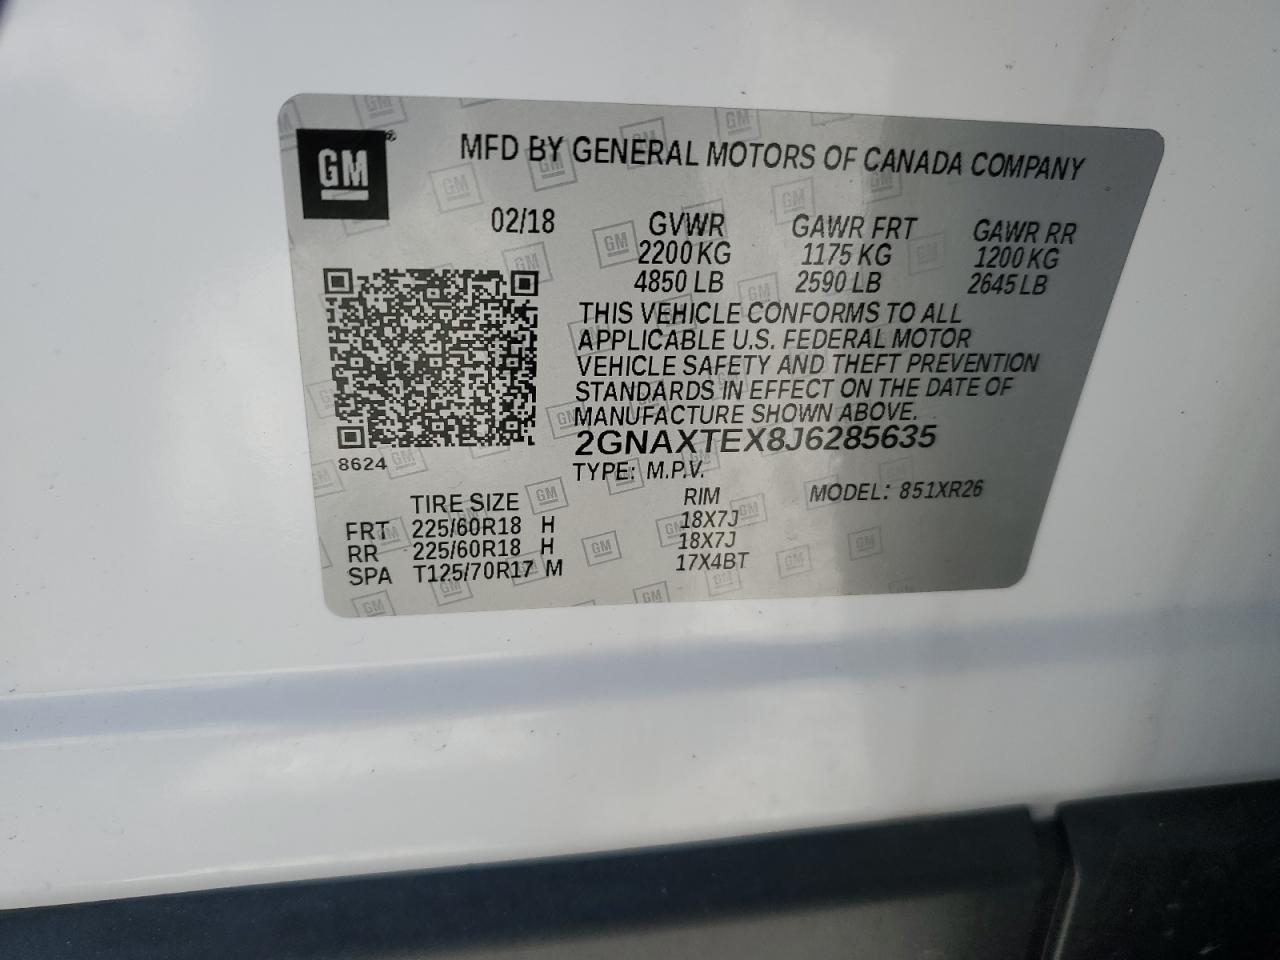 GM®
MFD BY GENERAL MOTORS OF CANADA COMPANY
02/18 GVWR GAWR FRT GAWR RR
2200 KG 1175 KG 1200 KG
4850 LB 2590 LB 2645 LB
THIS VEHICLE CONFORMS TO ALL
APPLICABLE U.S. FEDERAL MOTOR
VEHICLE SAFETY AND THEFT PREVENTION
STANDARDS IN EFFECT ON THE DATE OF
MANUFACTURE SHOWN ABOVE.
2GNAXTEX8J6285635
8624
TYPE: M.P.V.
MODEL: 851XR26
TIRE SIZE RIM
FRT 225/60R18 H 18X7J
RR 225/60R18 H 18X7J
SPA T125/70R17 M 17X4BT